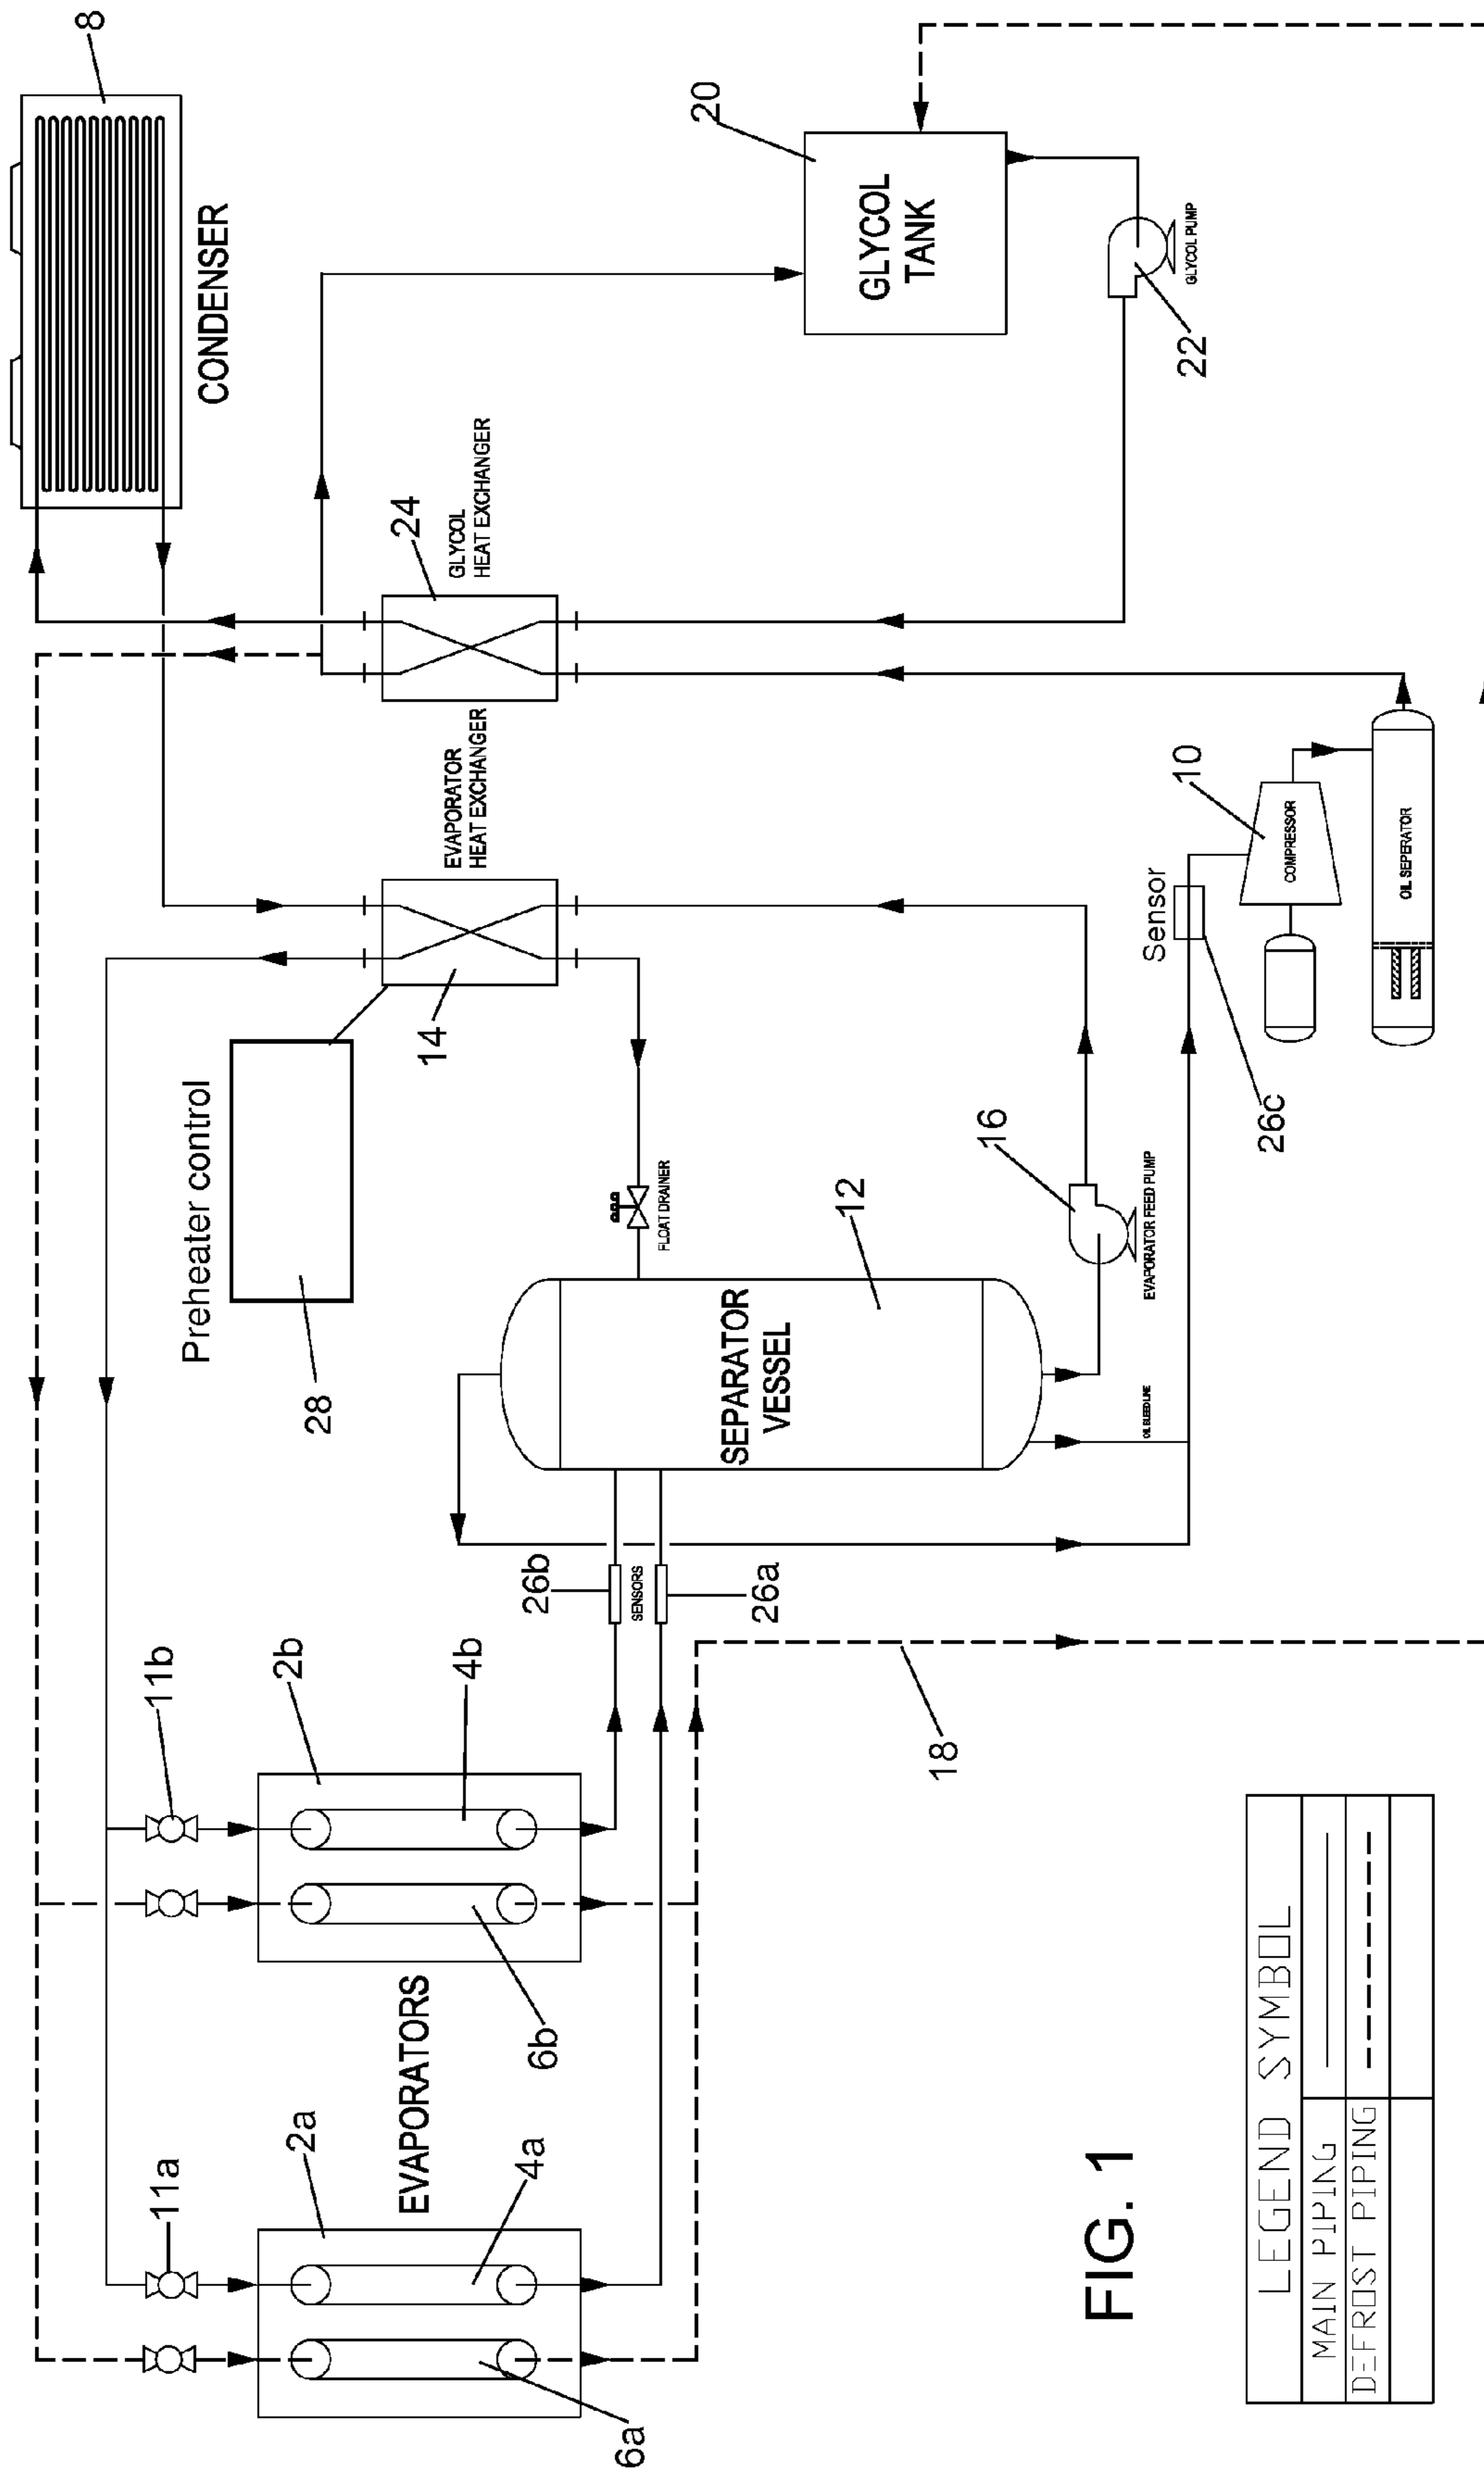 8
11a
11b
Preheater control
CONDENSER
2a
2b
28
24
EVAPORATORS
14
EVAPORATOR
HEAT EXCHANGER
GLYCOL
HEAT EXCHANGER
4b
4a
26b
6b
6a
SENSORS
FLOAT DRAINER
20
SEPARATOR
VESSEL
26a
12
GLYCOL
TANK
18
16
FIG. 1
OIL BLEED LINE
EVAPORATOR FEED PUMP
Sensor
10
GLYCOL PUMP
22
26c
COMPRESSOR
OIL SEPERATOR
LEGEND SYMBOL
MAIN PIPING
DEFROST PIPING